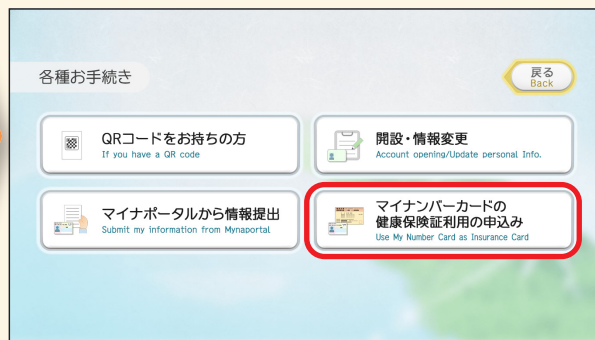 各種お手続き
戻る
Back
QRコードをお持ちの方
If you have a QR code
開設・情報変更
Account opening/Update personal Info.
マイナポータルから情報提出
Submit my information from Mynaportal
マイナンバーカードの
健康保険証利用の申込み
Use My Number Card as Insurance Card